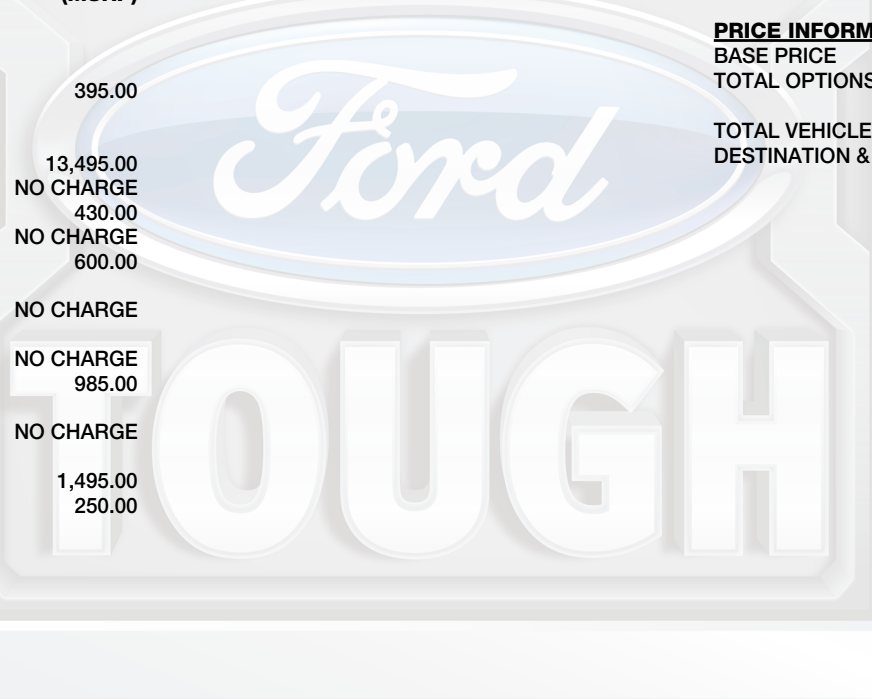 395.00
13,495.00
NO CHARGE
430.00
NO CHARGE
600.00
NO CHARGE
NO CHARGE
985.00
NO CHARGE
1,495.00
250.00
PRICE INFORM
BASE PRICE
TOTAL OPTIONS
TOTAL VEHICLE
DESTINATION &
Ford
TOUGH